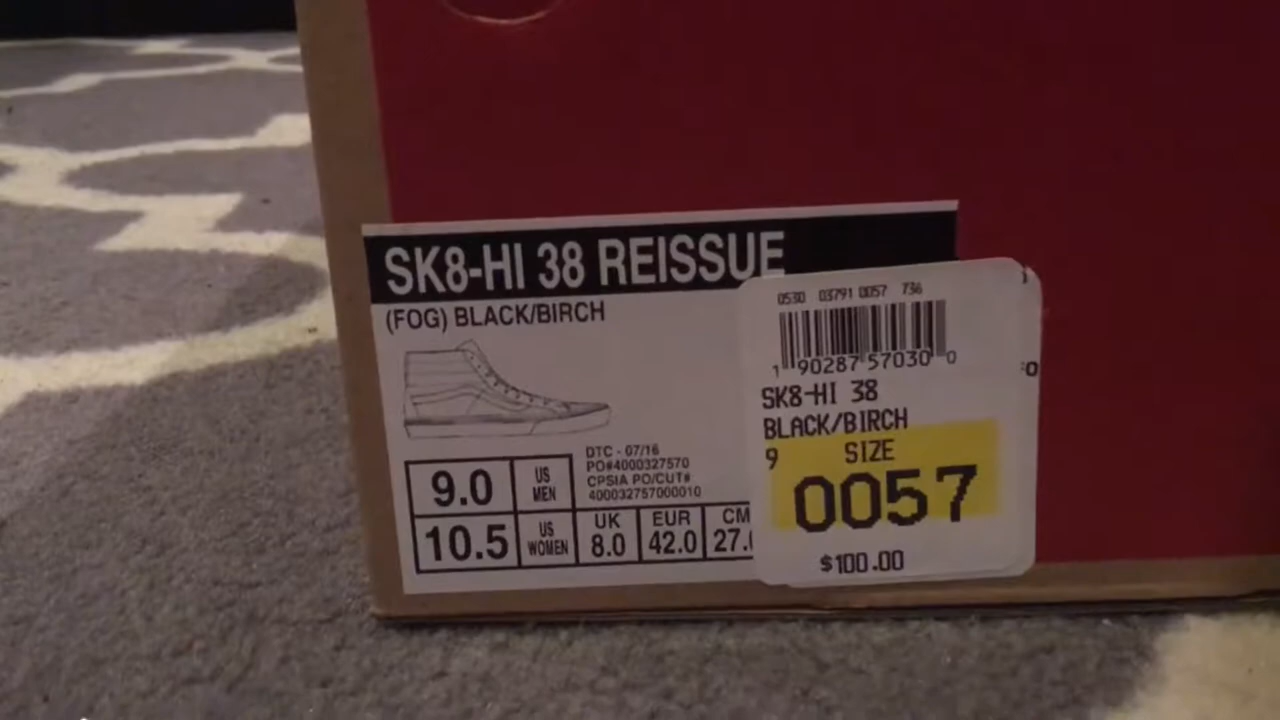 SK8-HI 38 REISSUE
(FOG) BLACK/BIRCH
DTC - 07/16
PO#4000327570
CPSIA PO/CUT#
400032757000010
9.0 US MEN
10.5 US WOMEN
UK 8.0
EUR 42.0
CM 27.
0530 03791 0057 736
1 90287 57030 0
SK8-HI 38
BLACK/BIRCH
9 SIZE
0057
$100.00